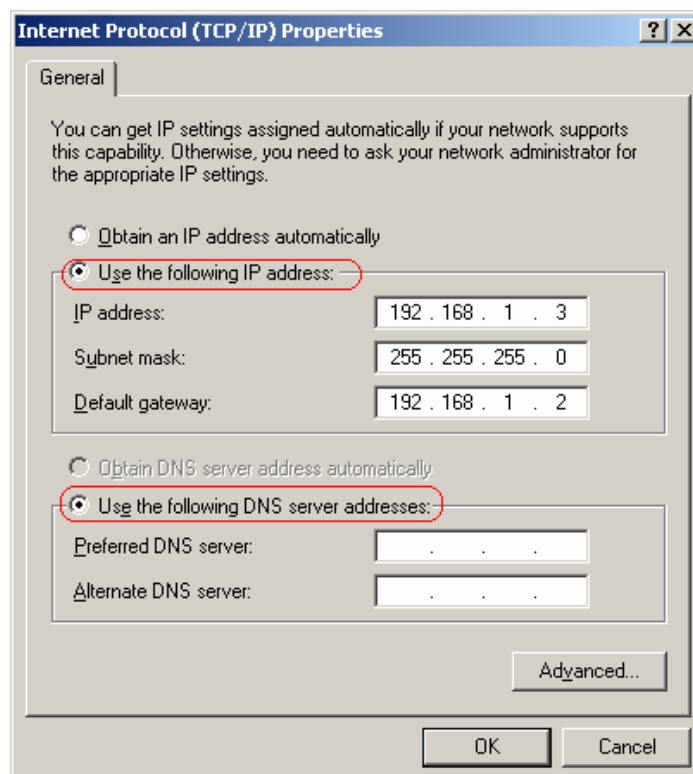 Internet Protocol (TCP/IP) Properties
General
You can get IP settings assigned automatically if your network supports
this capability. Otherwise, you need to ask your network administrator for
the appropriate IP settings.
Obtain an IP address automatically
Use the following IP address:
IP address: 192 . 168 . 1 . 3
Subnet mask: 255 . 255 . 255 . 0
Default gateway: 192 . 168 . 1 . 2
Obtain DNS server address automatically
Use the following DNS server addresses:
Preferred DNS server: . . .
Alternate DNS server: . . .
Advanced...
OK Cancel